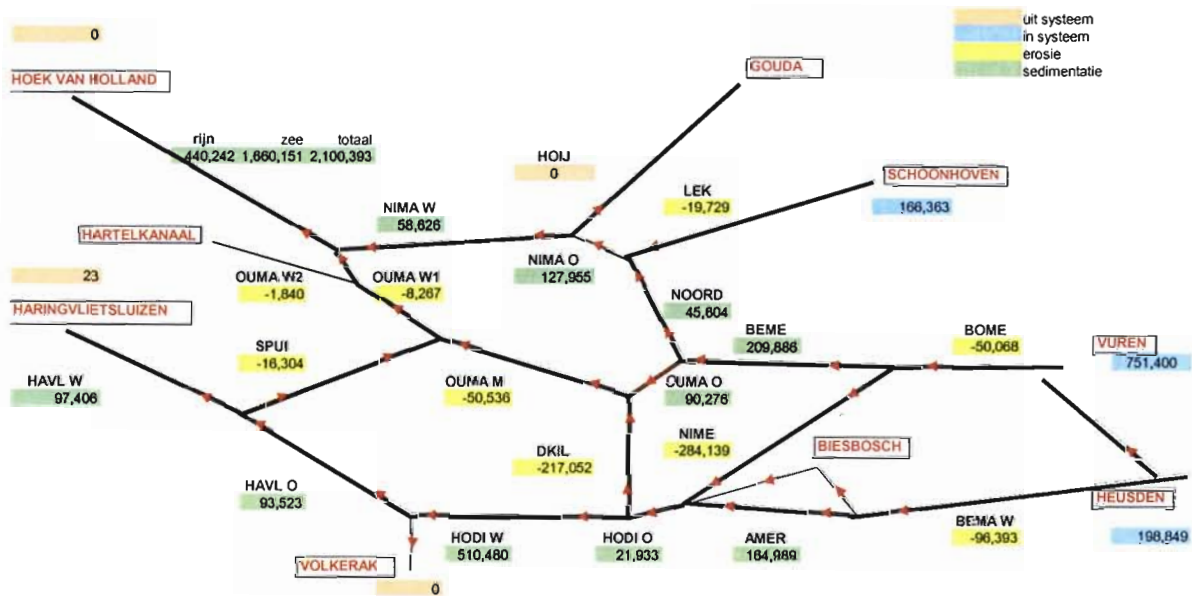 0
HOEK VAN HOLLAND
uit systeem
in systeem
erosie
sedimentatie
GOUDA
rijn zee totaal
440,242 1,660,151 2,100,393
HOIJ
0
LEK
-19,729
SCHOONHOVEN
166,363
NIMA W
58,626
HARTELKANAAL
NIMA O
127,955
23
HARINGVLIETSLUIZEN
OUMA W2
-1,840
OUMA W1
-8,267
NOORD
45,604
BEME
209,886
BOME
-50,068
VUREN
751,400
SPUI
-16,304
HAVL W
97,406
OUMA M
-50,536
OUMA O
90,276
NIME
-284,139
DKIL
-217,052
BIESBOSCH
HAVL O
93,523
HEUSDEN
198,849
HODI W
510,480
HODI O
21,933
AMER
164,989
BEMA W
-96,393
VOLKERAK
0